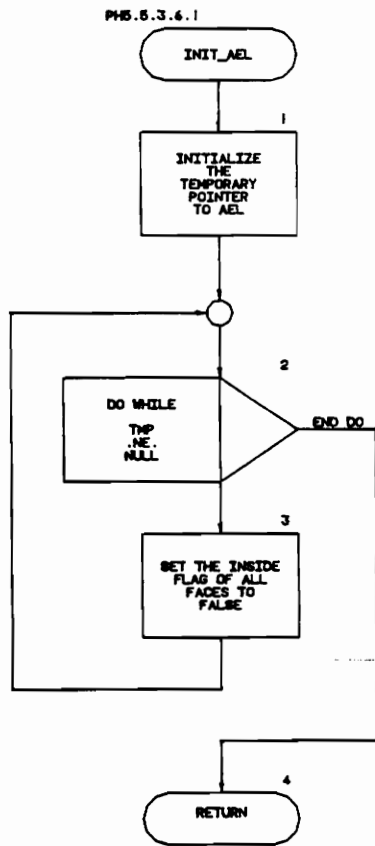 PH5.5.3.6.1
INIT_AEL
1
INITIALIZE
THE
TEMPORARY
POINTER
TO AEL
2
DO WHILE
TMP
.NE.
NULL
END DO
3
SET THE INSIDE
FLAG OF ALL
FACES TO
FALSE
4
RETURN